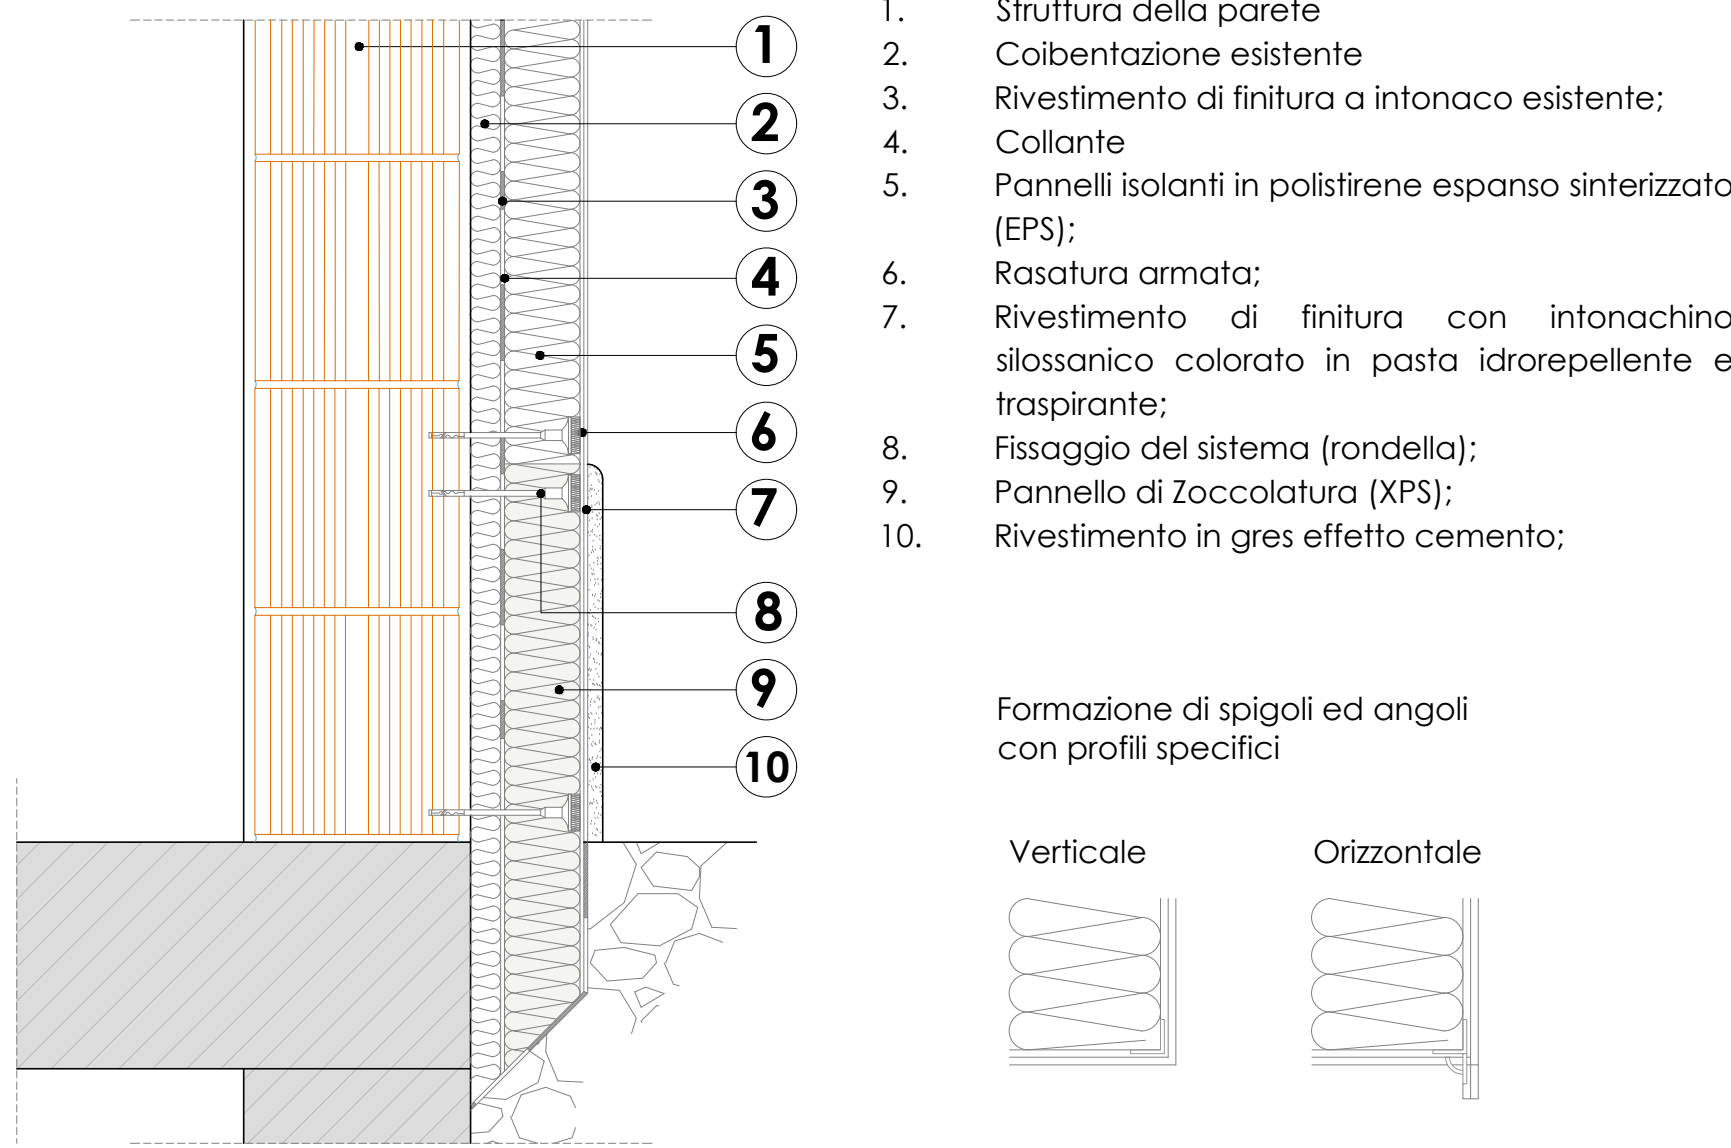 1. Struttura della parete
2. Coibentazione esistente
3. Rivestimento di finitura a intonaco esistente;
4. Collante
5. Pannelli isolanti in polistirene espanso sinterizzato
(EPS);
6. Rasatura armata;
7. Rivestimento di finitura con intonachino
silossanico colorato in pasta idrorepellente e
traspirante;
8. Fissaggio del sistema (rondella);
9. Pannello di Zoccolatura (XPS);
10. Rivestimento in gres effetto cemento;
1
2
3
4
5
6
7
8
9
10
Formazione di spigoli ed angoli
con profili specifici
Verticale
Orizzontale